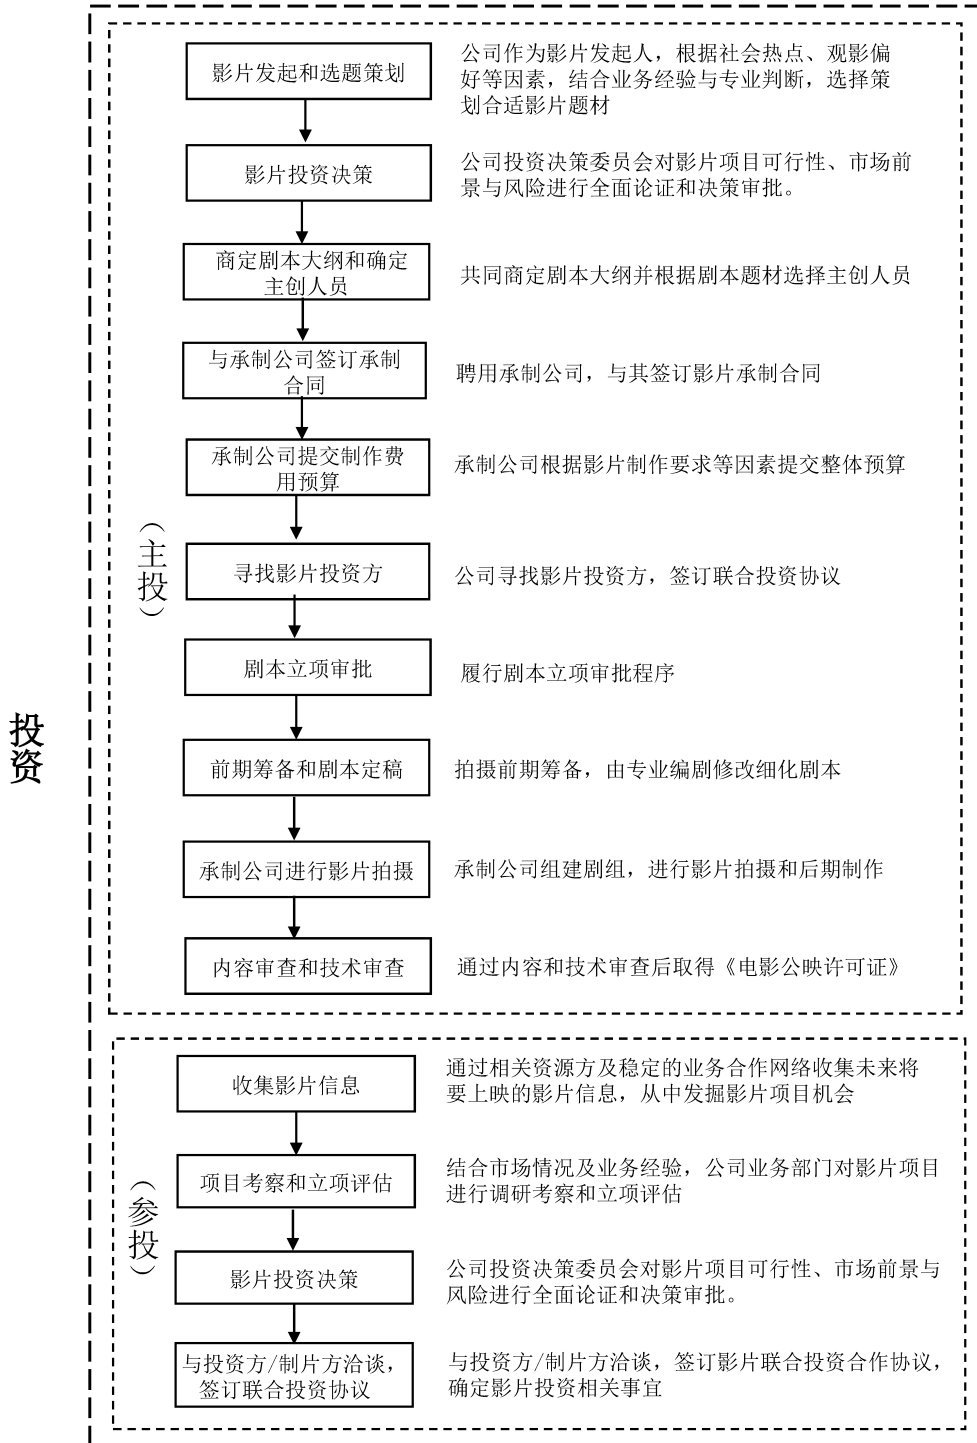 投
资
（主投）
影片发起和选题策划
公司作为影片发起人，根据社会热点、观影偏
好等因素，结合业务经验与专业判断，选择策
划合适影片题材
影片投资决策
公司投资决策委员会对影片项目可行性、市场前
景与风险进行全面论证和决策审批。
商定剧本大纲和确定
主创人员
共同商定剧本大纲并根据剧本题材选择主创人员
与承制公司签订承制
合同
聘用承制公司，与其签订影片承制合同
承制公司提交制作费
用预算
承制公司根据影片制作要求等因素提交整体预算
寻找影片投资方
公司寻找影片投资方，签订联合投资协议
剧本立项审批
履行剧本立项审批程序
前期筹备和剧本定稿
拍摄前期筹备，由专业编剧修改细化剧本
承制公司进行影片拍摄
承制公司组建剧组，进行影片拍摄和后期制作
内容审查和技术审查
通过内容和技术审查后取得《电影公映许可证》
（参投）
收集影片信息
通过相关资源方及稳定的业务合作网络收集未来将
要上映的影片信息，从中发掘影片项目机会
项目考察和立项评估
结合市场情况及业务经验，公司业务部门对影片项目
进行调研考察和立项评估
影片投资决策
公司投资决策委员会对影片项目可行性、市场前景与
风险进行全面论证和决策审批。
与投资方/制片方洽谈，
签订联合投资协议
与投资方/制片方洽谈，签订影片联合投资合作协议，
确定影片投资相关事宜